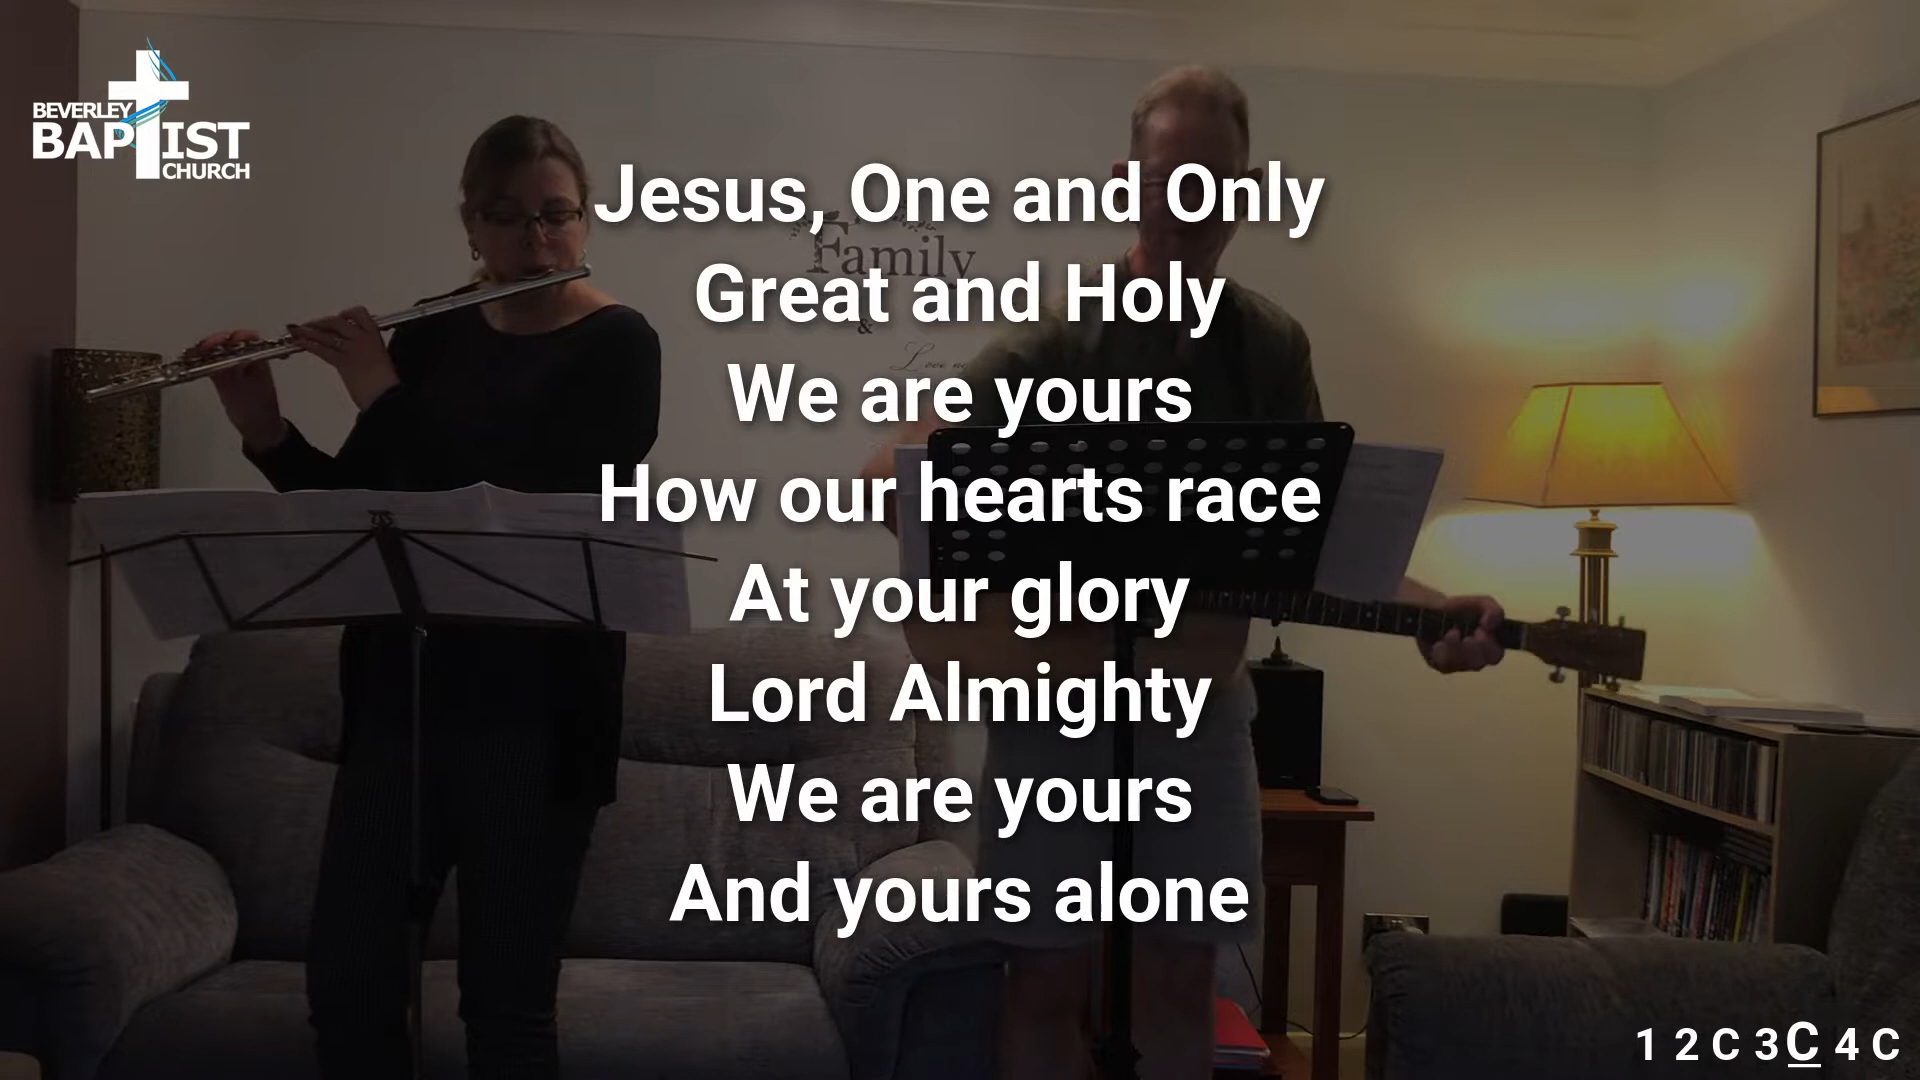 BEVERLEY
BAPTIST
CHURCH
Jesus, One and Only
Family
Great and Holy
&
We are yours
How our hearts race
At your glory
Lord Almighty
We are yours
And yours alone
1 2 C 3 C 4 C